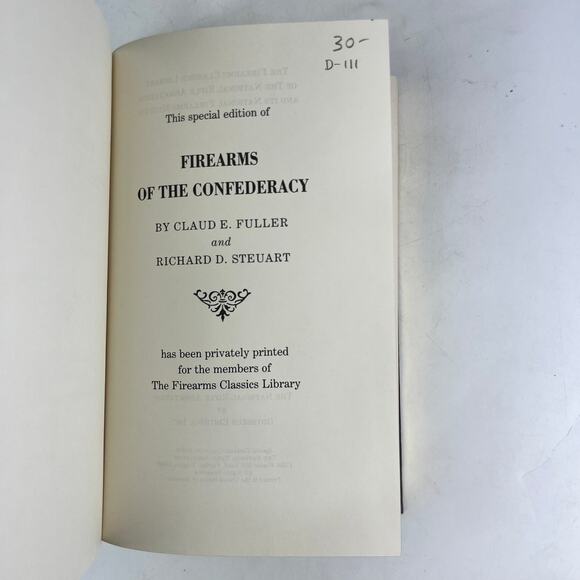 30-
D-111
This special edition of
FIREARMS
OF THE CONFEDERACY
BY CLAUD E. FULLER
and
RICHARD D. STEUART
has been privately printed
for the members of
The Firearms Classics Library